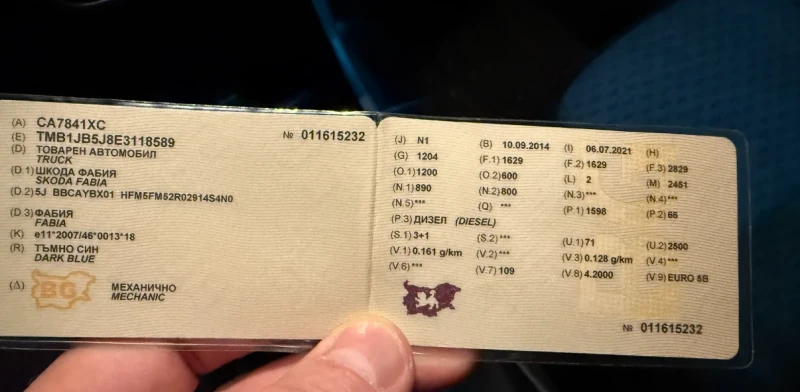 (A) CA7841XC
(E) TMB1JB5J8E3118589 № 011615232
(D) ТОВАРЕН АВТОМОБИЛ
TRUCK
(D.1) ШКОДА ФАБИЯ
SKODA FABIA
(D.2) 5J BBCAYBX01 HFM5FM52R02914S4N0
(D.3) ФАБИЯ
FABIA
(K) e11*2007/46*0013*18
(R) ТЪМНО СИН
DARK BLUE
(Δ) BG МЕХАНИЧНО
MECHANIC
(J) N1 (B) 10.09.2014 (I) 06.07.2021 (H)
(G) 1204 (F.1) 1629 (F.2) 1629 (F.3) 2829
(O.1) 1200 (O.2) 600 (L) 2 (M) 2451
(N.1) 890 (N.2) 800 (N.3) *** (N.4) ***
(N.5) *** (Q) *** (P.1) 1598 (P.2) 55
(P.3) ДИЗЕЛ (DIESEL)
(S.1) 3+1 (S.2) *** (U.1) 71 (U.2) 2500
(V.1) 0.161 g/km (V.2) *** (V.3) 0.128 g/km (V.4) ***
(V.6) *** (V.7) 109 (V.8) 4.2000 (V.9) EURO 5B
№ 011615232